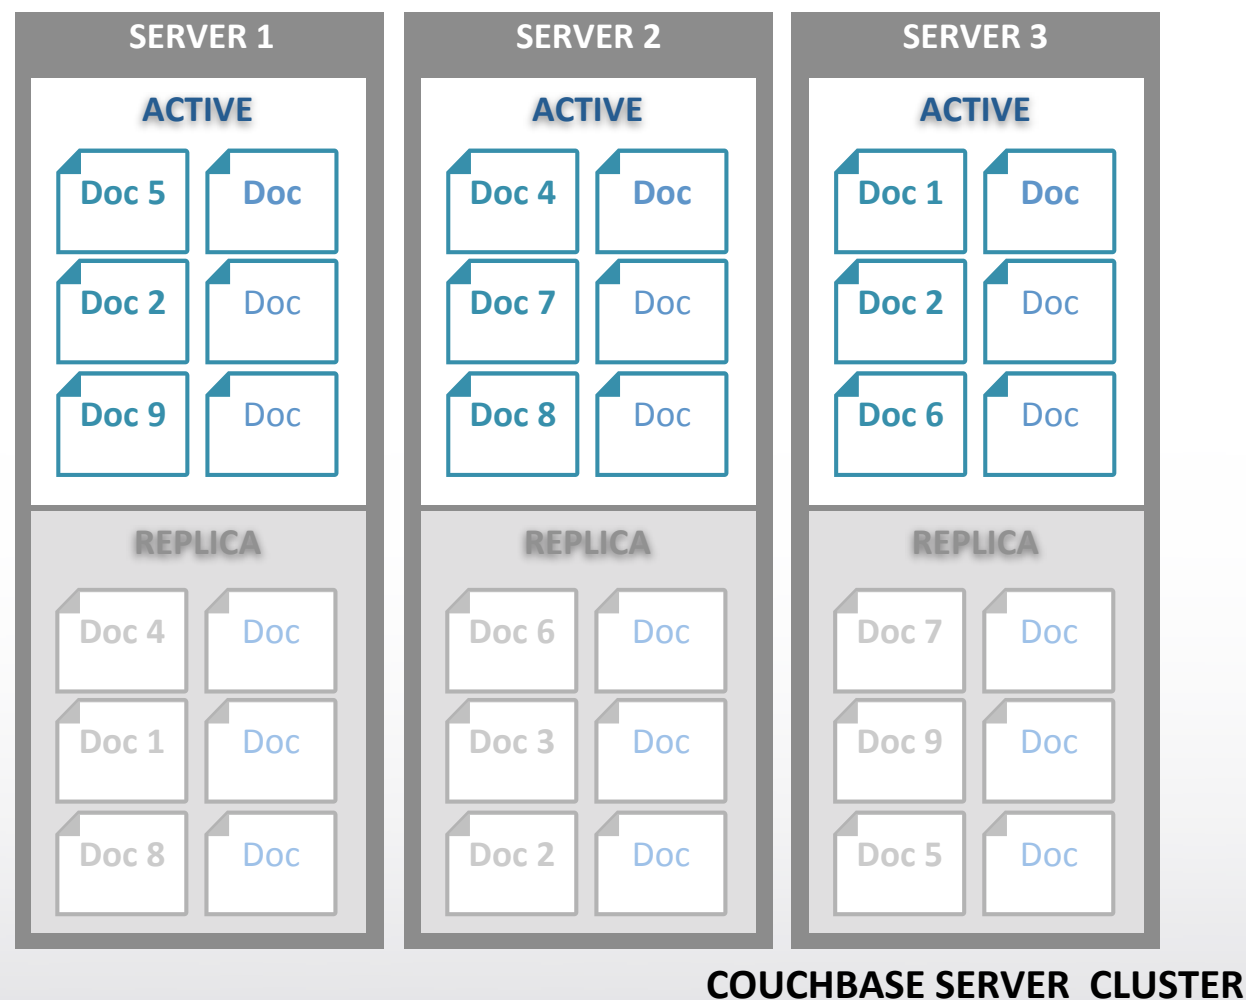 SERVER 1
ACTIVE
Doc 5 Doc
Doc 2 Doc
Doc 9 Doc
REPLICA
Doc 4 Doc
Doc 1 Doc
Doc 8 Doc
SERVER 2
ACTIVE
Doc 4 Doc
Doc 7 Doc
Doc 8 Doc
REPLICA
Doc 6 Doc
Doc 3 Doc
Doc 2 Doc
SERVER 3
ACTIVE
Doc 1 Doc
Doc 2 Doc
Doc 6 Doc
REPLICA
Doc 7 Doc
Doc 9 Doc
Doc 5 Doc
COUCHBASE SERVER CLUSTER